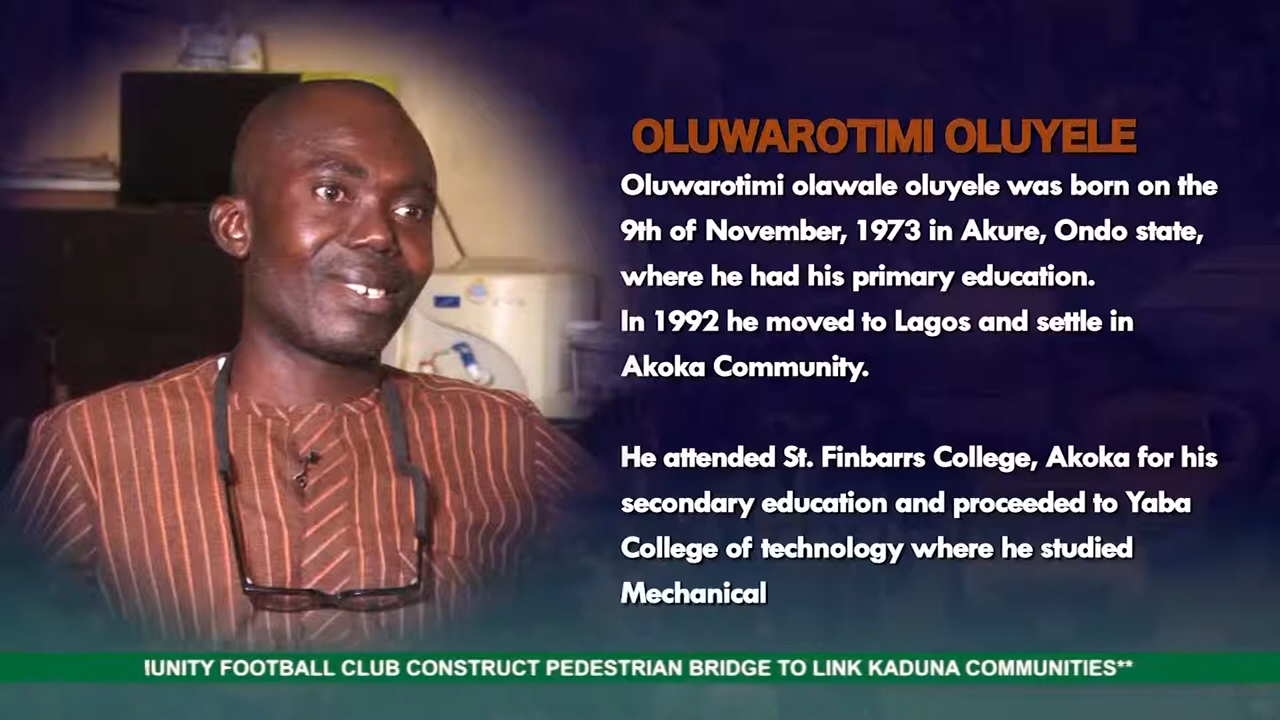 OLUWAROTIMI OLUYELE
Oluwarotimi olawale oluyele was born on the
9th of November, 1973 in Akure, Ondo state,
where he had his primary education.
In 1992 he moved to Lagos and settle in
Akoka Community.
He attended St. Finbarrs College, Akoka for his
secondary education and proceeded to Yaba
College of technology where he studied
Mechanical
FOOTBALL CLUB CONSTRUCT PEDESTRIAN BRIDGE TO LINK KADUNA COMMUNITIES**